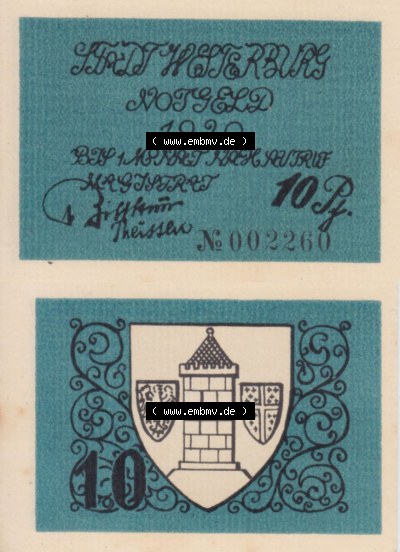 STADT WESTERBURG
NOTGELD
1920
( www.embmv.de )
BIS 1 MONAT NACH AUFRUF
MAGISTRAT
10 Pf.
Theissen
№ 002260
( www.embmv.de )
10